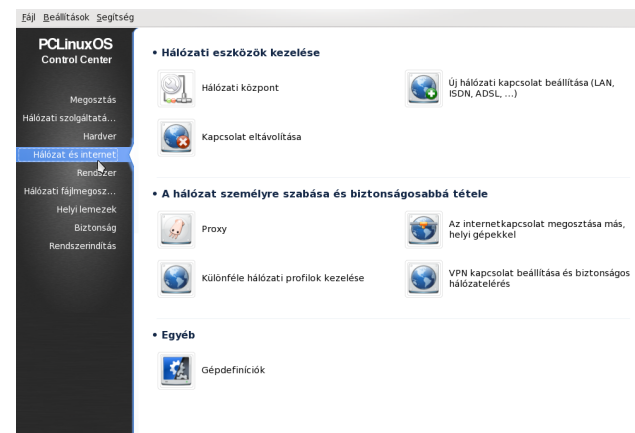 Fájl Beállítások Segítség
PCLinuxOS
Control Center
Megosztás
Hálózati szolgáltatá...
Hardver
Hálózat és internet
Rendszer
Hálózati fájlmegosz...
Helyi lemezek
Biztonság
Rendszerindítás
• Hálózati eszközök kezelése
Hálózati központ
Új hálózati kapcsolat beállítása (LAN,
ISDN, ADSL, ...)
Kapcsolat eltávolítása
• A hálózat személyre szabása és biztonságosabbá tétele
Proxy
Az internetkapcsolat megosztása más,
helyi gépekkel
Különféle hálózati profilok kezelése
VPN kapcsolat beállítása és biztonságos
hálózatelérés
• Egyéb
Gépdefiníciók